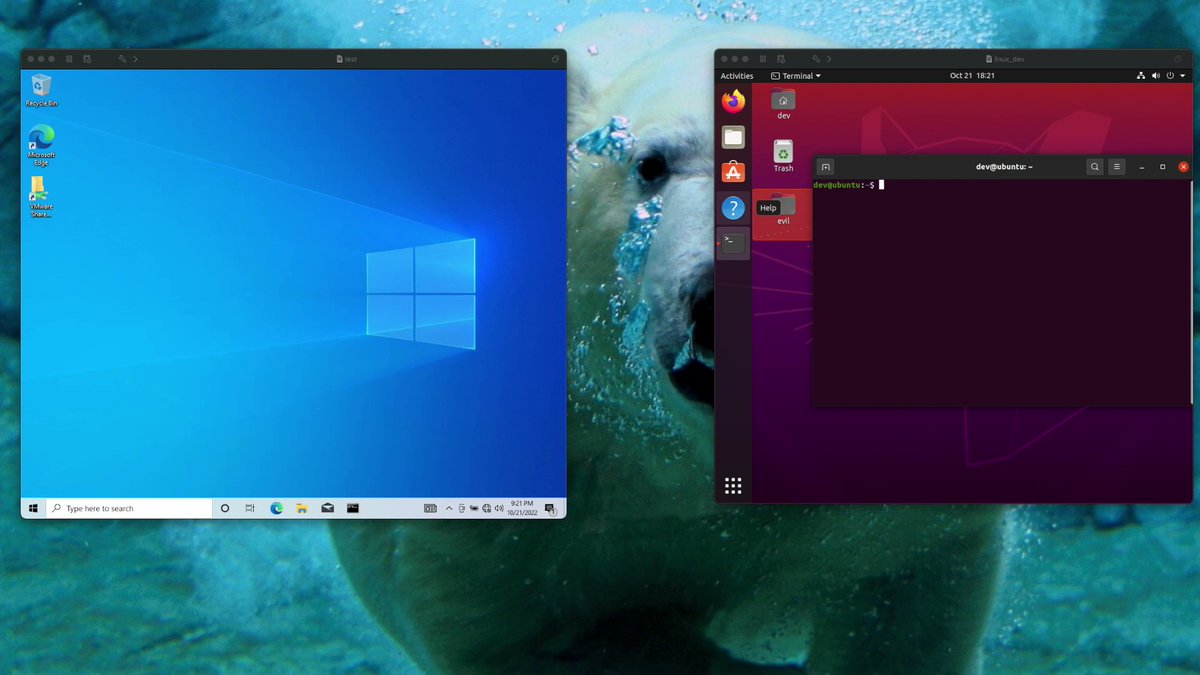 test
Recycle Bin
Microsoft
Edge
VMware
Share...
Type here to search
9:21 PM
10/21/2022
linux_dev
Activities
Terminal
Oct 21 18:21
dev
Trash
Help
evil
dev@ubuntu: ~
dev@ubuntu:~$